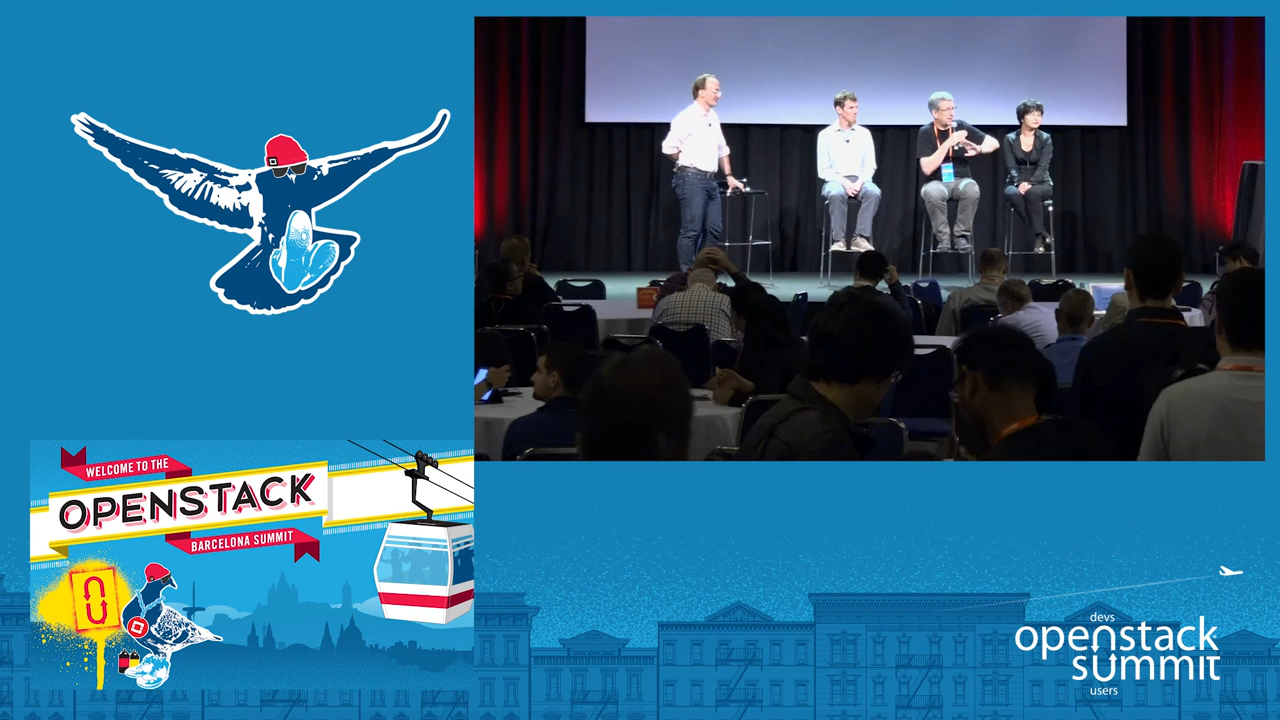 WELCOME TO THE
OPENSTACK
BARCELONA SUMMIT
devs
openstack
summit
users